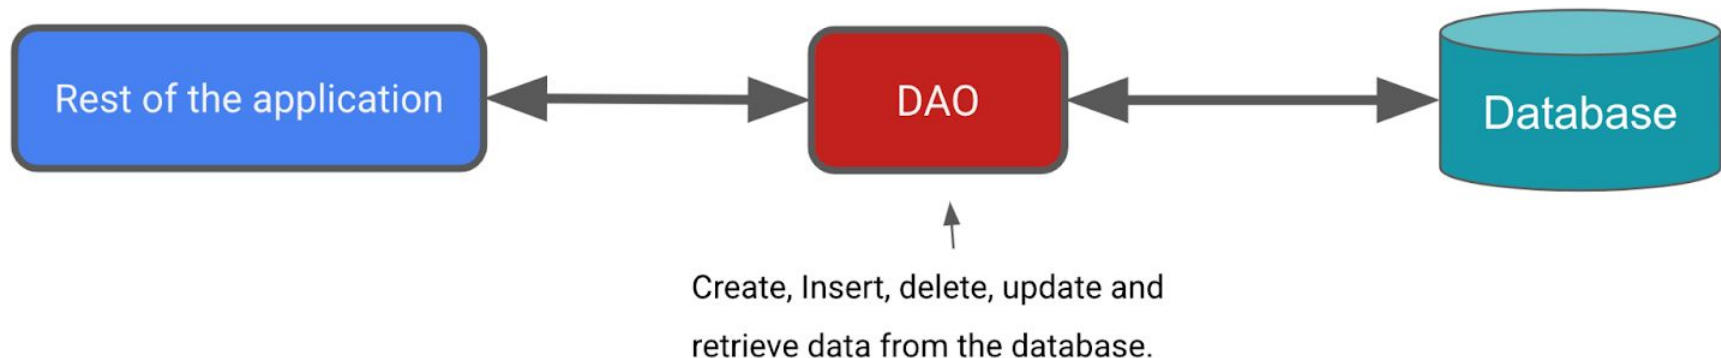 Rest of the application
DAO
Database
Create, Insert, delete, update and
retrieve data from the database.